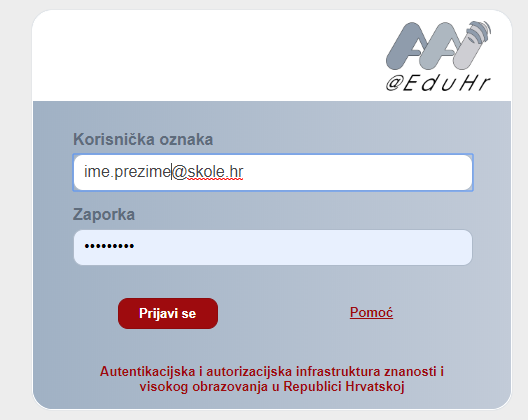 AAI
@EduHr
Korisnička oznaka
ime.prezime@skole.hr
Zaporka
•••••••••
Prijavi se
Pomoć
Autentikacijska i autorizacijska infrastruktura znanosti i
visokog obrazovanja u Republici Hrvatskoj